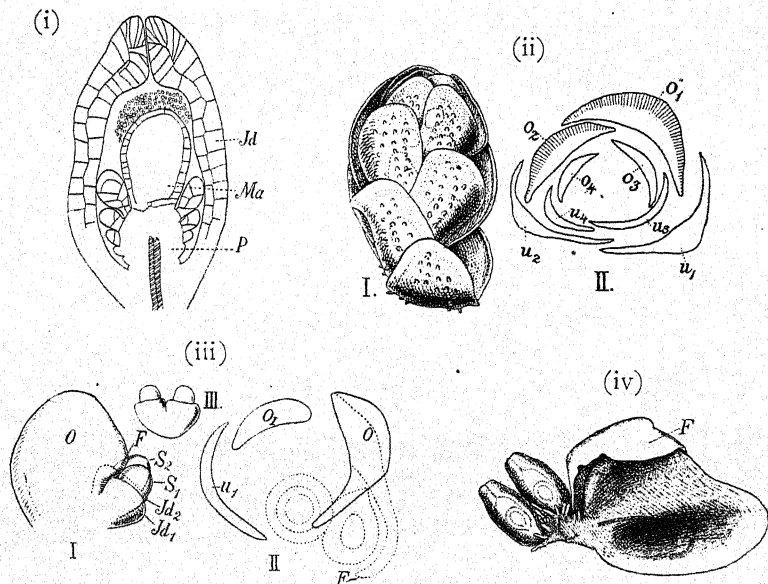 (i)
Jd
Ma
P
(ii)
I.
O₁
O₂
O₃
O₄
u₄
u₃
u₂
u₁
II.
(iii)
O
F
S₂
S₁
Jd₂
Jd₁
I
III.
O₁
u₁
O
II
F
(iv)
F